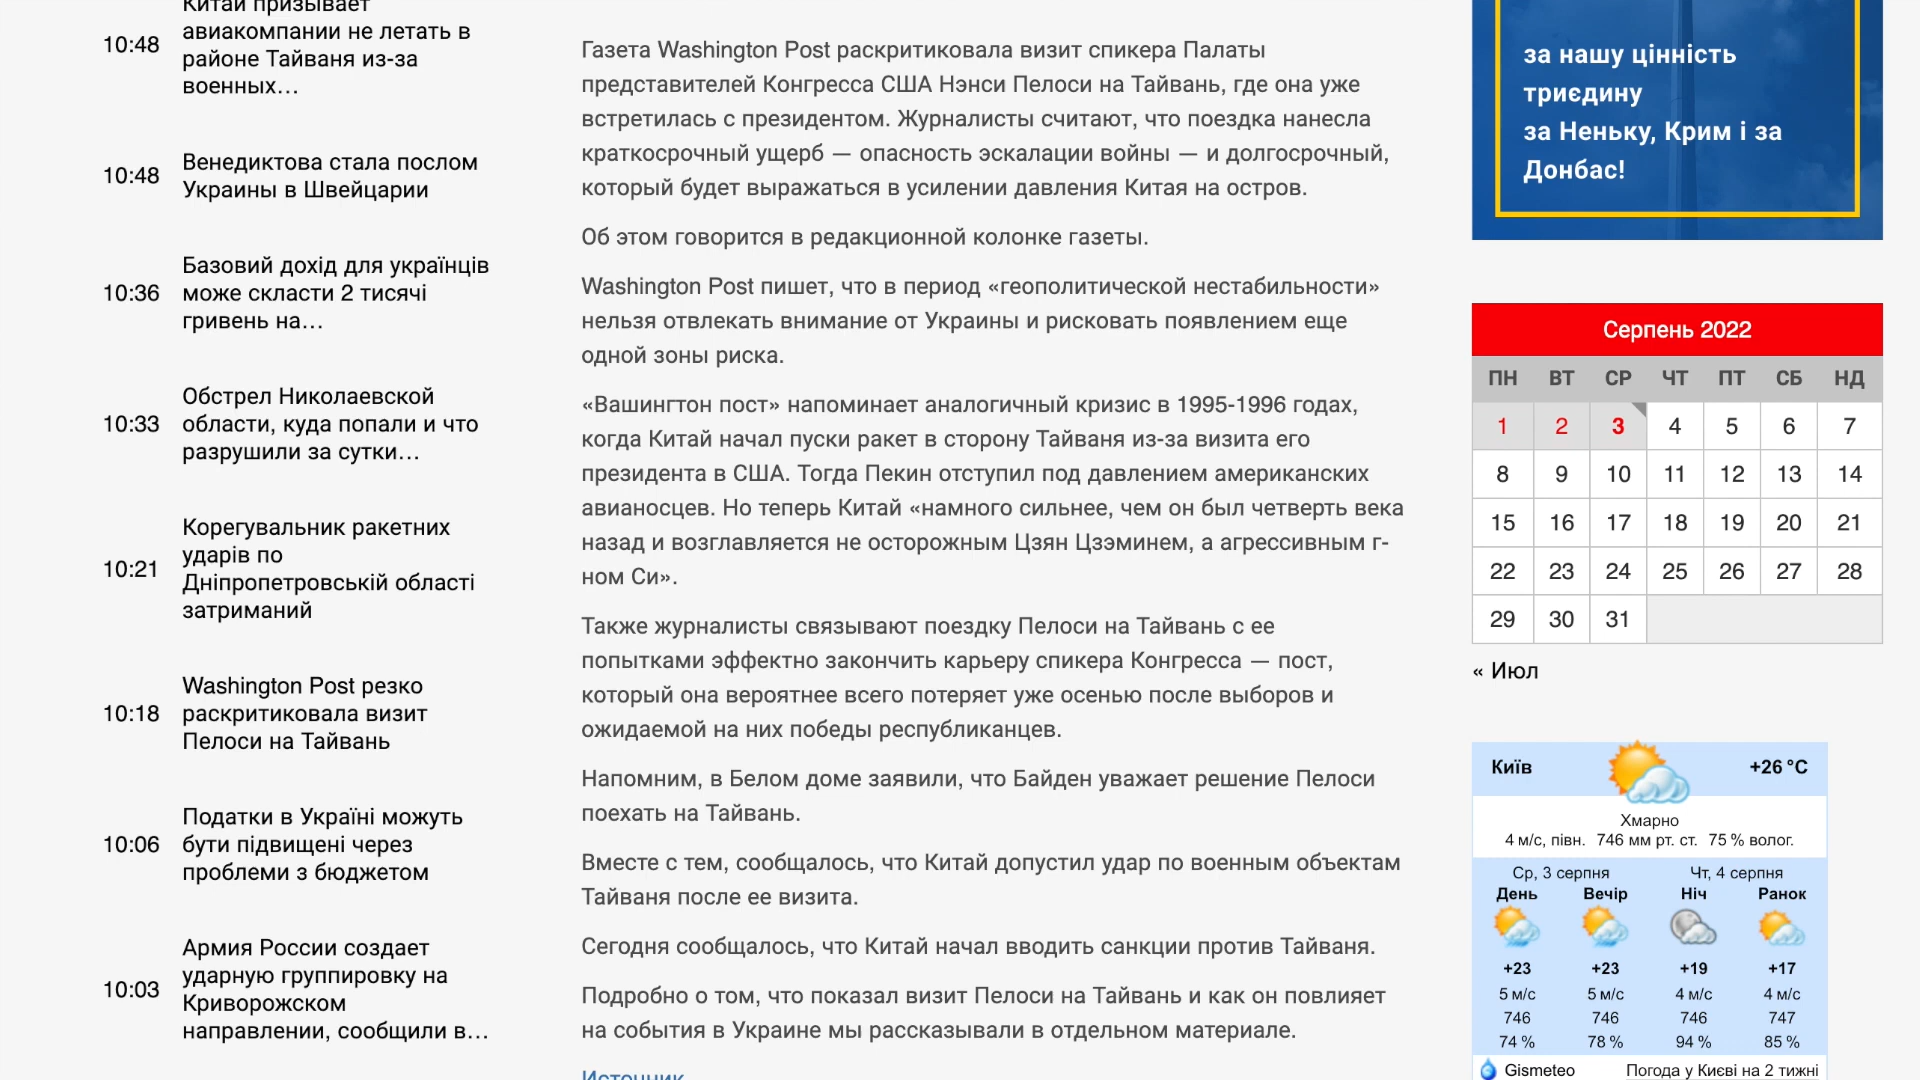 Китай призывает
авиакомпании не летать в
районе Тайваня из-за
военных…
10:48
10:48
Венедиктова стала послом
Украины в Швейцарии
10:36
Базовий дохід для українців
може скласти 2 тисячі
гривень на…
10:33
Обстрел Николаевской
области, куда попали и что
разрушили за сутки…
10:21
Корегувальник ракетних
ударів по
Дніпропетровській області
затриманий
10:18
Washington Post резко
раскритиковала визит
Пелоси на Тайвань
10:06
Податки в Україні можуть
бути підвищені через
проблеми з бюджетом
10:03
Армия России создает
ударную группировку на
Криворожском
направлении, сообщили в…
Газета Washington Post раскритиковала визит спикера Палаты
представителей Конгресса США Нэнси Пелоси на Тайвань, где она уже
встретилась с президентом. Журналисты считают, что поездка нанесла
краткосрочный ущерб — опасность эскалации войны — и долгосрочный,
который будет выражаться в усилении давления Китая на остров.
Об этом говорится в редакционной колонке газеты.
Washington Post пишет, что в период «геополитической нестабильности»
нельзя отвлекать внимание от Украины и рисковать появлением еще
одной зоны риска.
«Вашингтон пост» напоминает аналогичный кризис в 1995-1996 годах,
когда Китай начал пуски ракет в сторону Тайваня из-за визита его
президента в США. Тогда Пекин отступил под давлением американских
авианосцев. Но теперь Китай «намного сильнее, чем он был четверть века
назад и возглавляется не осторожным Цзян Цзэминем, а агрессивным г-
ном Си».
Также журналисты связывают поездку Пелоси на Тайвань с ее
попытками эффектно закончить карьеру спикера Конгресса — пост,
который она вероятнее всего потеряет уже осенью после выборов и
ожидаемой на них победы республиканцев.
Напомним, в Белом доме заявили, что Байден уважает решение Пелоси
поехать на Тайвань.
Вместе с тем, сообщалось, что Китай допустил удар по военным объектам
Тайваня после ее визита.
Сегодня сообщалось, что Китай начал вводить санкции против Тайваня.
Подробно о том, что показал визит Пелоси на Тайвань и как он повлияет
на события в Украине мы рассказывали в отдельном материале.
Источник
за нашу цінність
триєдину
за Неньку, Крим і за
Донбас!
Серпень 2022
ПН ВТ СР ЧТ ПТ СБ НД
1 2 3 4 5 6 7
8 9 10 11 12 13 14
15 16 17 18 19 20 21
22 23 24 25 26 27 28
29 30 31
« Июл
Київ +26 °C
Хмарно
4 м/с, півн. 746 мм рт. ст. 75 % волог.
Ср, 3 серпня Чт, 4 серпня
День Вечір Ніч Ранок
+23 +23 +19 +17
5 м/с 5 м/с 4 м/с 4 м/с
746 746 746 747
74 % 78 % 94 % 85 %
Gismeteo Погода у Києві на 2 тижні